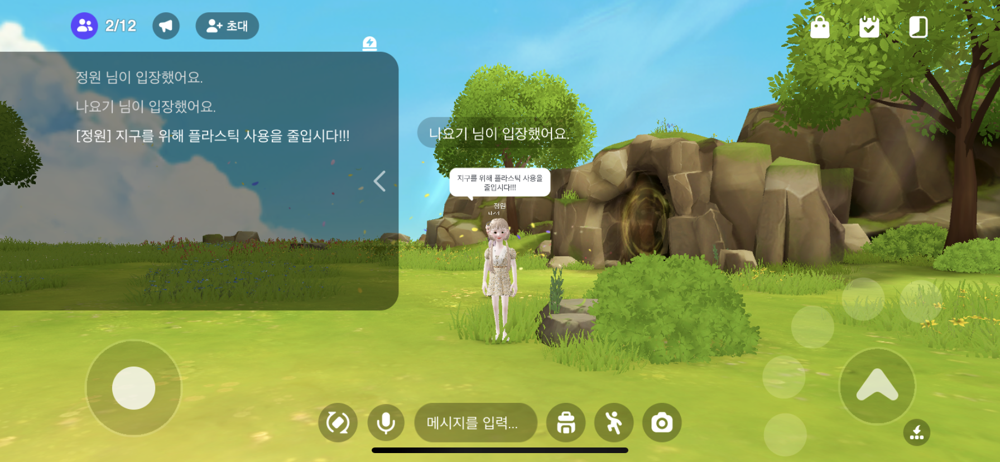 2/12
초대
정원 님이 입장했어요.
나요기 님이 입장했어요.
[정원] 지구를 위해 플라스틱 사용을 줄입시다!!!
나요기 님이 입장했어요.
지구를 위해 플라스틱 사용을
줄입시다!!!
정원
메시지를 입력...